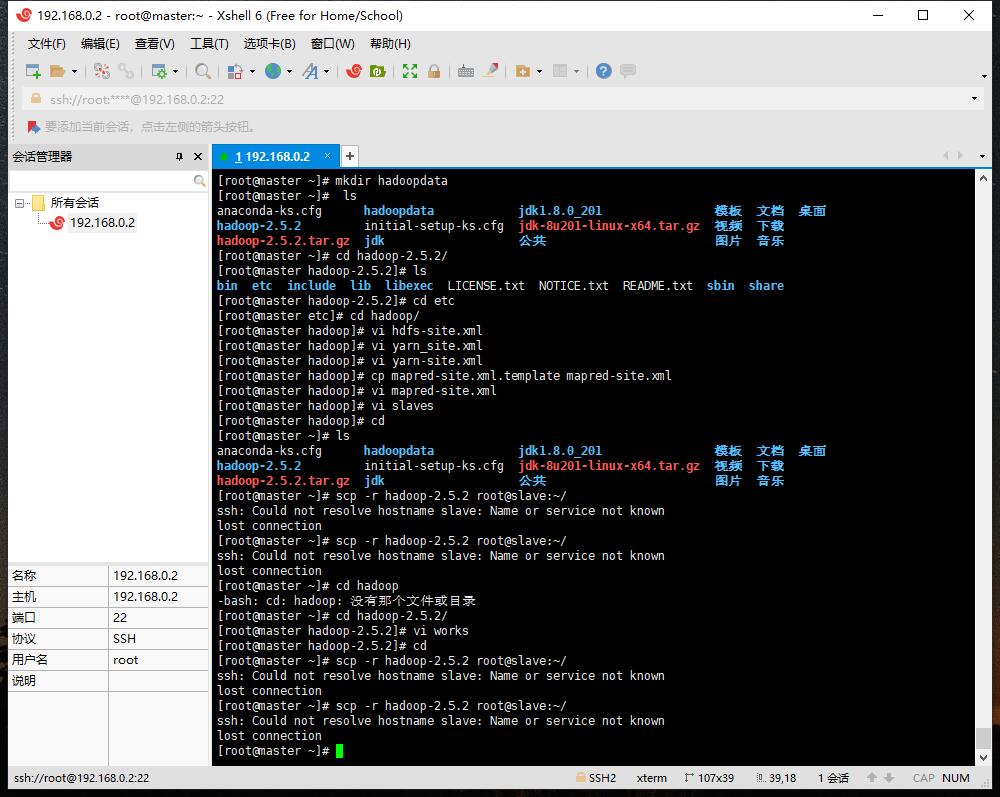 192.168.0.2 - root@master:~ - Xshell 6 (Free for Home/School)
文件(F) 编辑(E) 查看(V) 工具(T) 选项卡(B) 窗口(W) 帮助(H)
ssh://root:****@192.168.0.2:22
要添加当前会话，点击左侧的箭头按钮。
会话管理器
1 192.168.0.2 × +
所有会话
192.168.0.2
[root@master ~]# mkdir hadoopdata
[root@master ~]#  ls
anaconda-ks.cfg hadoopdata jdk1.8.0_201 模板 文档 桌面
hadoop-2.5.2 initial-setup-ks.cfg jdk-8u201-linux-x64.tar.gz 视频 下载
hadoop-2.5.2.tar.gz jdk 公共 图片 音乐
[root@master ~]# cd hadoop-2.5.2/
[root@master hadoop-2.5.2]# ls
bin etc include lib libexec LICENSE.txt NOTICE.txt README.txt sbin share
[root@master hadoop-2.5.2]# cd etc
[root@master etc]# cd hadoop/
[root@master hadoop]# vi hdfs-site.xml
[root@master hadoop]# vi yarn_site.xml
[root@master hadoop]# vi yarn-site.xml
[root@master hadoop]# cp mapred-site.xml.template mapred-site.xml
[root@master hadoop]# vi mapred-site.xml
[root@master hadoop]# vi slaves
[root@master hadoop]# cd
[root@master ~]# ls
anaconda-ks.cfg hadoopdata jdk1.8.0_201 模板 文档 桌面
hadoop-2.5.2 initial-setup-ks.cfg jdk-8u201-linux-x64.tar.gz 视频 下载
hadoop-2.5.2.tar.gz jdk 公共 图片 音乐
[root@master ~]# scp -r hadoop-2.5.2 root@slave:~/
ssh: Could not resolve hostname slave: Name or service not known
lost connection
[root@master ~]# scp -r hadoop-2.5.2 root@slave:~/
ssh: Could not resolve hostname slave: Name or service not known
lost connection
[root@master ~]# cd hadoop
-bash: cd: hadoop: 没有那个文件或目录
[root@master ~]# cd hadoop-2.5.2/
[root@master hadoop-2.5.2]# vi works
[root@master hadoop-2.5.2]# cd
[root@master ~]# scp -r hadoop-2.5.2 root@slave:~/
ssh: Could not resolve hostname slave: Name or service not known
lost connection
[root@master ~]# scp -r hadoop-2.5.2 root@slave:~/
ssh: Could not resolve hostname slave: Name or service not known
lost connection
[root@master ~]#
名称 192.168.0.2
主机 192.168.0.2
端口 22
协议 SSH
用户名 root
说明
ssh://root@192.168.0.2:22 SSH2 xterm 107x39 39,18 1 会话 CAP NUM